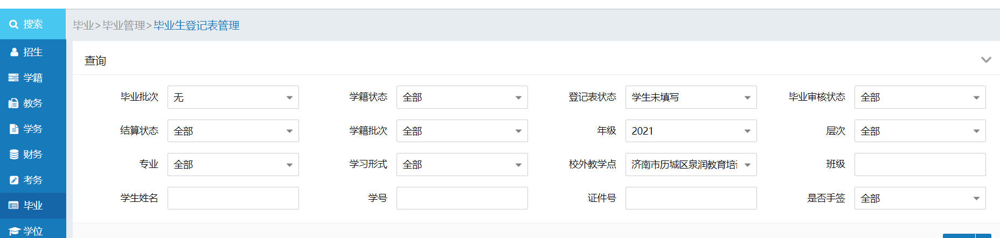 搜索
毕业>毕业管理>毕业生登记表管理
招生
学籍
教务
学务
财务
考务
毕业
学位
查询
毕业批次 无 学籍状态 全部 登记表状态 学生未填写 毕业审核状态 全部
结算状态 全部 学籍批次 全部 年级 2021 层次 全部
专业 全部 学习形式 全部 校外教学点 济南市历城区泉润教育培 班级
学生姓名 学号 证件号 是否手签 全部